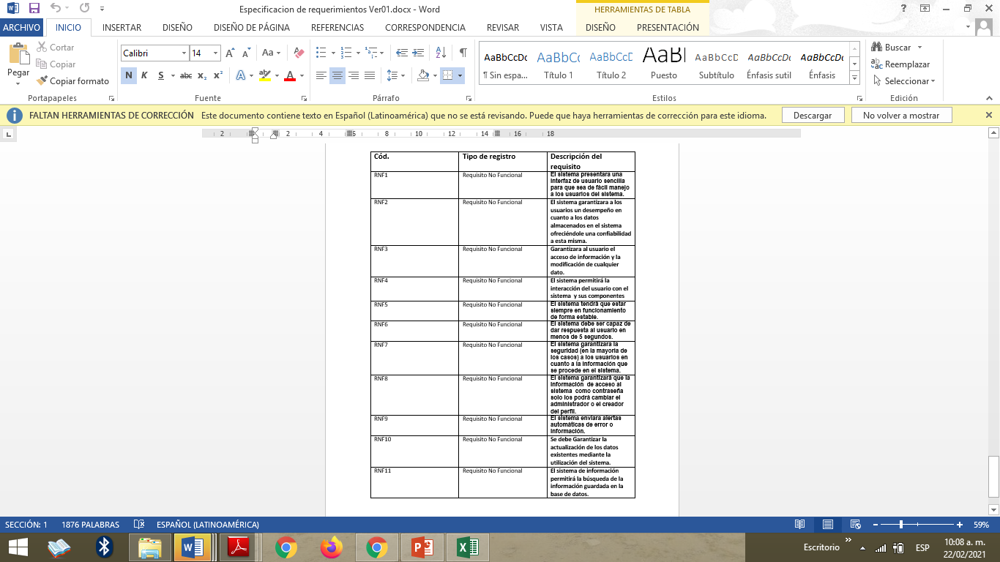 Especificacion de requerimientos Ver01.docx - Word
HERRAMIENTAS DE TABLA
?
ARCHIVO
INICIO
INSERTAR
DISEÑO
DISEÑO DE PÁGINA
REFERENCIAS
CORRESPONDENCIA
REVISAR
VISTA
DISEÑO
PRESENTACIÓN
Pegar
Cortar
Copiar
Copiar formato
Portapapeles
Calibri
14
N K S abc x₂ x²
Fuente
Párrafo
AaBbCcDc
¶ Sin espa...
AaBbCc
Título 1
AaBbCcD
Título 2
AaBl
Puesto
AaBbCcD
Subtítulo
AaBbCcDc
Énfasis sutil
AaBbCcDc
Énfasis
Estilos
Buscar
Reemplazar
Seleccionar
Edición
FALTAN HERRAMIENTAS DE CORRECCIÓN Este documento contiene texto en Español (Latinoamérica) que no se está revisando. Puede que haya herramientas de corrección para este idioma.
Descargar
No volver a mostrar
2 2 4 6 8 10 12 14 16 18
Cód.
Tipo de registro
Descripción del
requisito
RNF1
Requisito No Funcional
El sistema presentara una
interfaz de usuario sencilla
para que sea de fácil manejo
a los usuarios del sistema.
RNF2
Requisito No Funcional
El sistema garantizara a los
usuarios un desempeño en
cuanto a los datos
almacenados en el sistema
ofreciéndole una confiabilidad
a esta misma.
RNF3
Requisito No Funcional
Garantizara al usuario el
acceso de información y la
modificación de cualquier
dato.
RNF4
Requisito No Funcional
El sistema permitirá la
interacción del usuario con el
sistema y sus componentes
RNF5
Requisito No Funcional
El sistema tendrá que estar
siempre en funcionamiento
de forma estable.
RNF6
Requisito No Funcional
El sistema debe ser capaz de
dar respuesta al usuario en
menos de 5 segundos.
RNF7
Requisito No Funcional
El sistema garantizara la
seguridad (en la mayoría de
los casos) a los usuarios en
cuanto a la información que
se procede en el sistema.
RNF8
Requisito No Funcional
El sistema garantizará que la
información de acceso al
sistema como contraseña
solo los podrá cambiar el
administrador o el creador
del perfil.
RNF9
Requisito No Funcional
El sistema enviara alertas
automáticas de error o
información.
RNF10
Requisito No Funcional
Se debe Garantizar la
actualización de los datos
existentes mediante la
utilización del sistema.
RNF11
Requisito No Funcional
El sistema de información
permitirá la búsqueda de la
información guardada en la
base de datos.
SECCIÓN: 1
1876 PALABRAS
ESPAÑOL (LATINOAMÉRICA)
59%
Escritorio
ESP
10:08 a. m.
22/02/2021